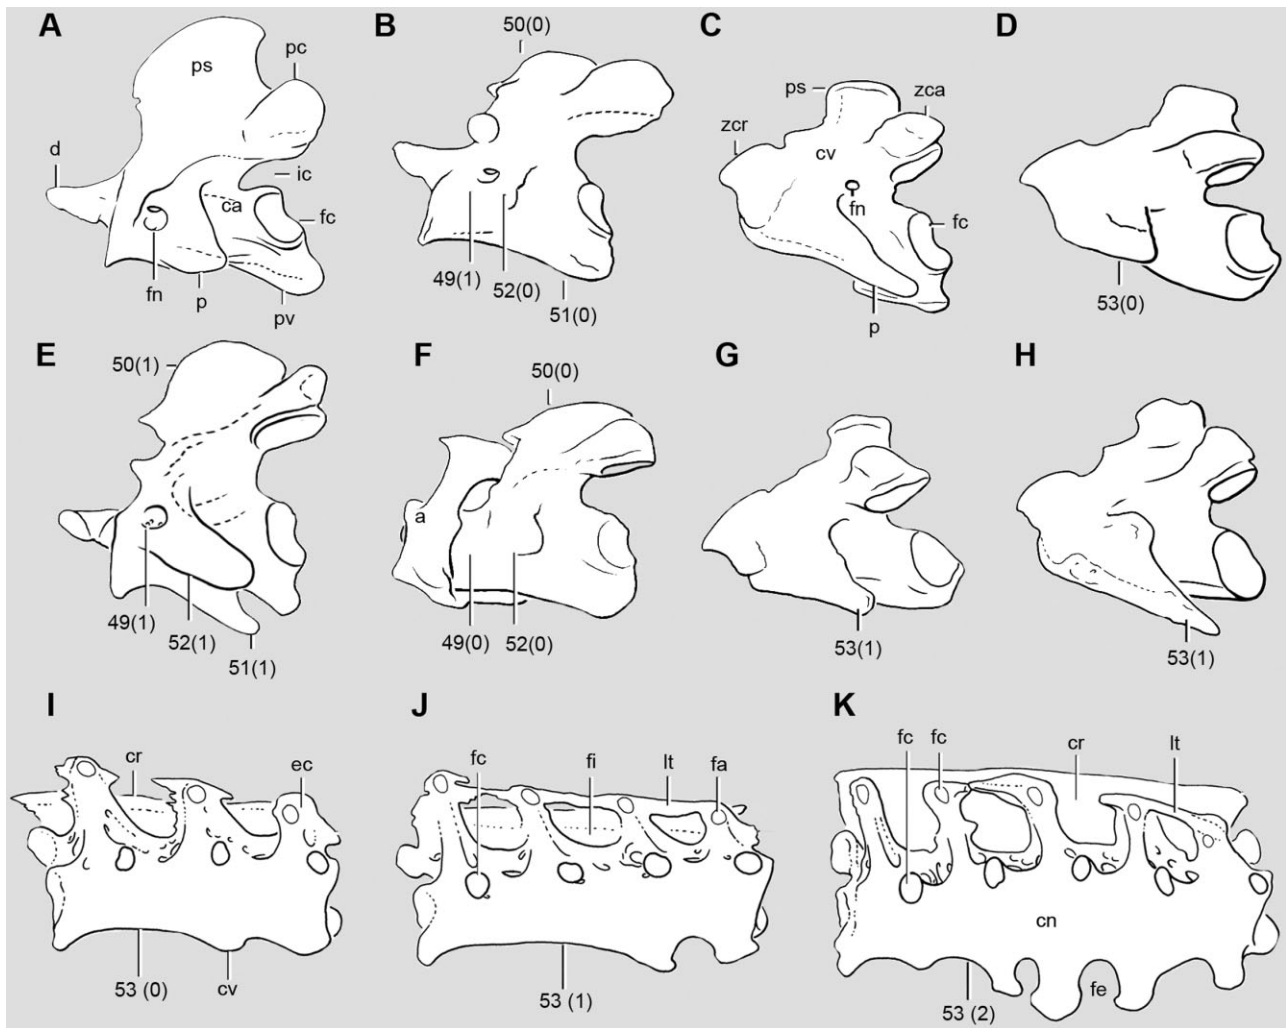 A
ps
pc
d
ic
ca
fc
fn
p
pv
B
50(0)
49(1)
52(0)
51(0)
C
ps
zca
zcr
cv
fn
fc
p
D
53(0)
E
50(1)
49(1)
52(1)
51(1)
F
50(0)
a
49(0)
52(0)
G
53(1)
H
53(1)
I
cr
ec
53 (0)
cv
J
fc
fi
lt
fa
53 (1)
K
fc
fc
cr
lt
cn
fe
53 (2)